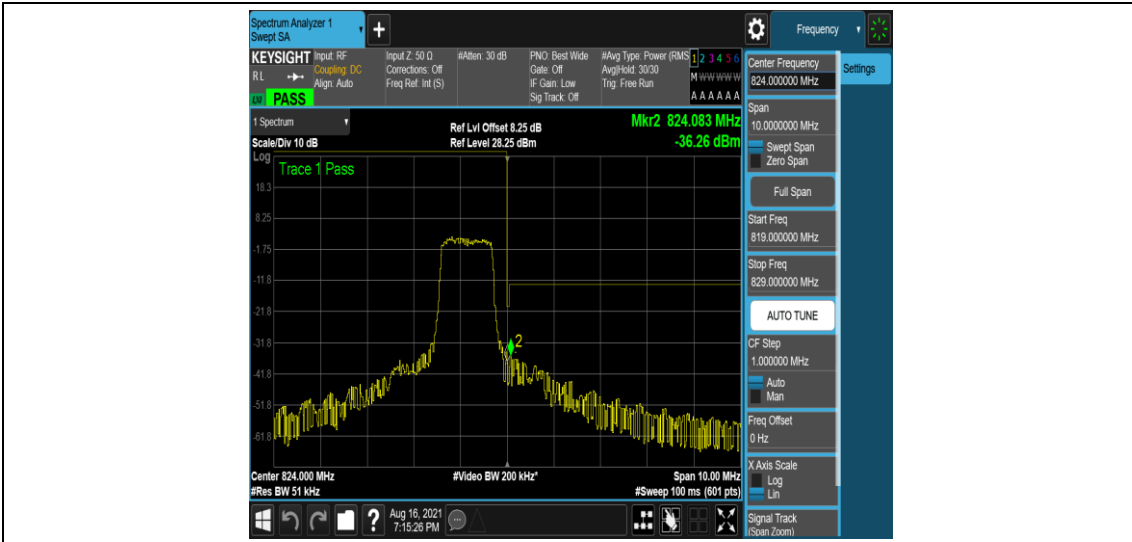 Spectrum Analyzer 1
Swept SA
+
Frequency
KEYSIGHT
RL
PASS
Input: RF
Coupling: DC
Align: Auto
Input Z: 50 Ω
Corrections: Off
Freq Ref: Int (S)
#Atten: 30 dB
PNO: Best Wide
Gate: Off
IF Gain: Low
Sig Track: Off
#Avg Type: Power (RMS
Avg|Hold: 30/30
Trig: Free Run
1 2 3 4 5 6
M W W W W W
A A A A A A
1 Spectrum
Scale/Div 10 dB
Ref Lvl Offset 8.25 dB
Ref Level 28.25 dBm
Mkr2 824.083 MHz
-36.26 dBm
Log
Trace 1 Pass
18.3
8.25
-1.75
-11.8
-21.8
-31.8
-41.8
-51.8
-61.8
2
Center 824.000 MHz
#Res BW 51 kHz
#Video BW 200 kHz*
Span 10.00 MHz
#Sweep 100 ms (601 pts)
Center Frequency
824.000000 MHz
Settings
Span
10.0000000 MHz
Swept Span
Zero Span
Full Span
Start Freq
819.000000 MHz
Stop Freq
829.000000 MHz
AUTO TUNE
CF Step
1.000000 MHz
Auto
Man
Freq Offset
0 Hz
X Axis Scale
Log
Lin
Signal Track
(Span Zoom)
?
Aug 16, 2021
7:15:26 PM